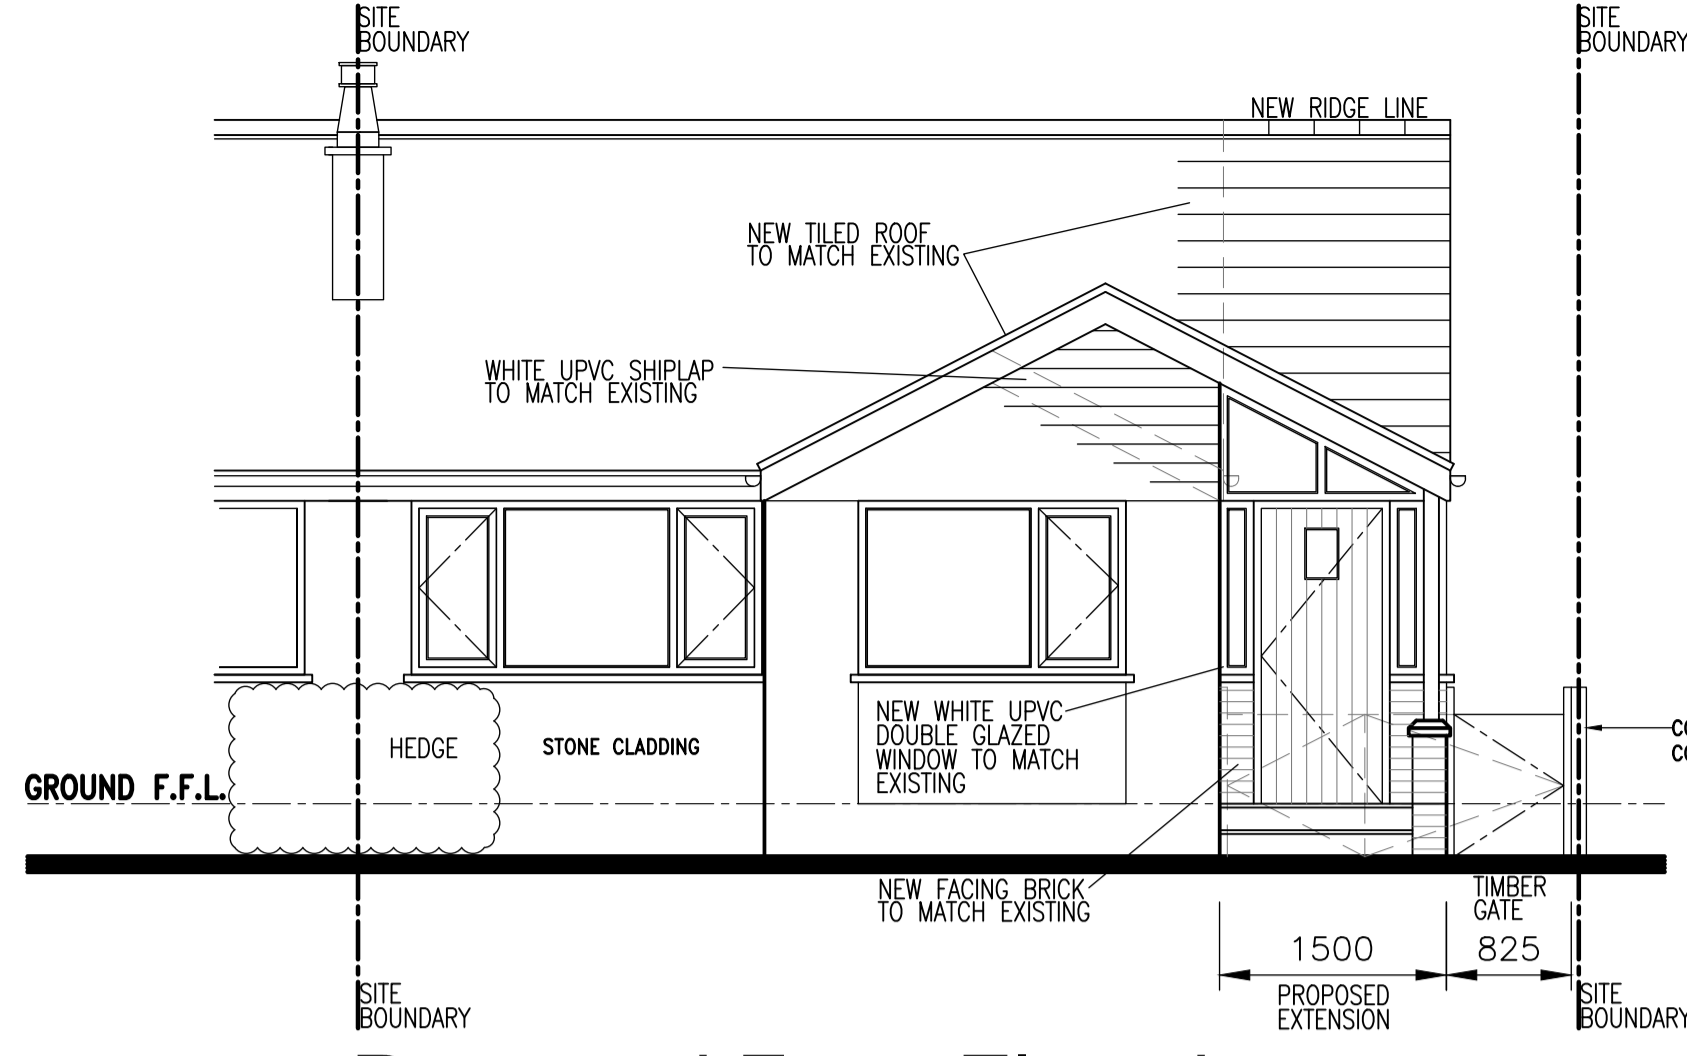 SITE
BOUNDARY
SITE
BOUNDARY
NEW RIDGE LINE
NEW TILED ROOF
TO MATCH EXISTING
WHITE UPVC SHIPLAP
TO MATCH EXISTING
NEW WHITE UPVC
DOUBLE GLAZED
WINDOW TO MATCH
EXISTING
HEDGE
STONE CLADDING
GROUND F.F.L.
NEW FACING BRICK
TO MATCH EXISTING
TIMBER
GATE
1500
825
PROPOSED
EXTENSION
SITE
BOUNDARY
SITE
BOUNDARY